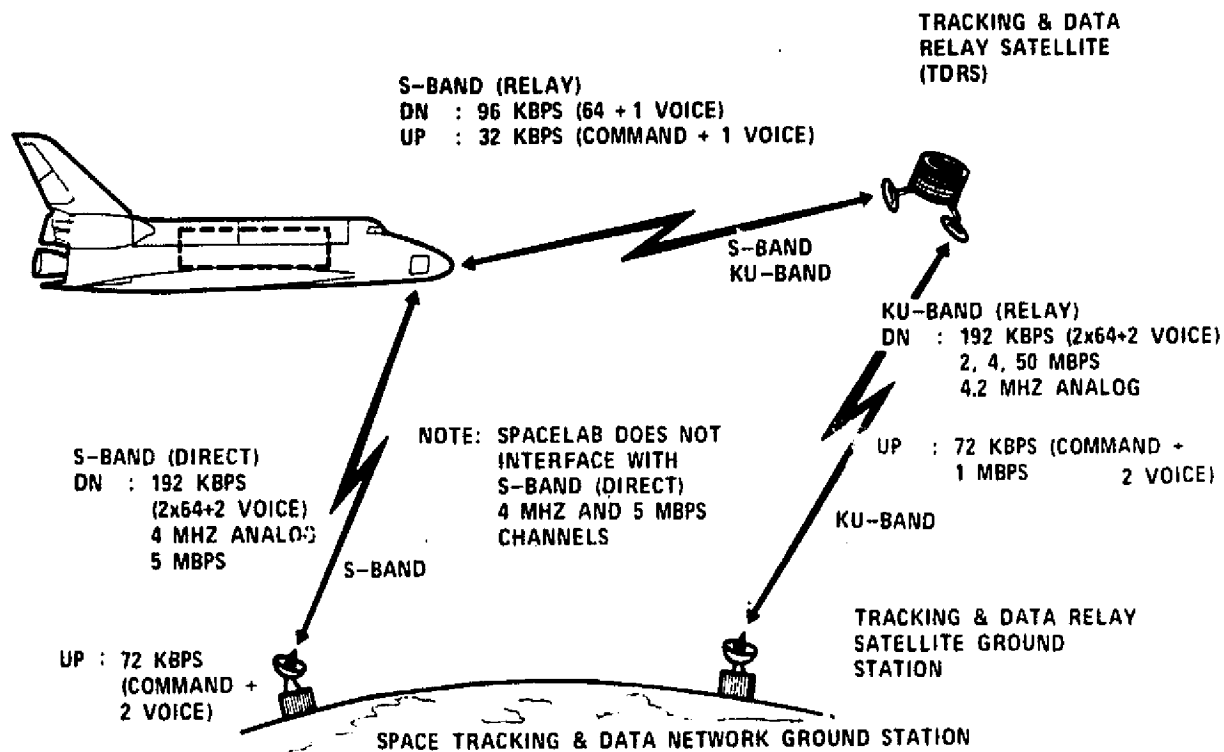 TRACKING & DATA
RELAY SATELLITE
(TDRS)
S-BAND (RELAY)
DN : 96 KBPS (64 + 1 VOICE)
UP : 32 KBPS (COMMAND + 1 VOICE)
S-BAND
KU-BAND
KU-BAND (RELAY)
DN : 192 KBPS (2x64+2 VOICE)
2, 4, 50 MBPS
4.2 MHZ ANALOG
UP : 72 KBPS (COMMAND +
1 MBPS 2 VOICE)
KU-BAND
NOTE: SPACELAB DOES NOT
INTERFACE WITH
S-BAND (DIRECT)
4 MHZ AND 5 MBPS
CHANNELS
S-BAND (DIRECT)
DN : 192 KBPS
(2x64+2 VOICE)
4 MHZ ANALOG
5 MBPS
S-BAND
UP : 72 KBPS
(COMMAND +
2 VOICE)
TRACKING & DATA RELAY
SATELLITE GROUND
STATION
SPACE TRACKING & DATA NETWORK GROUND STATION